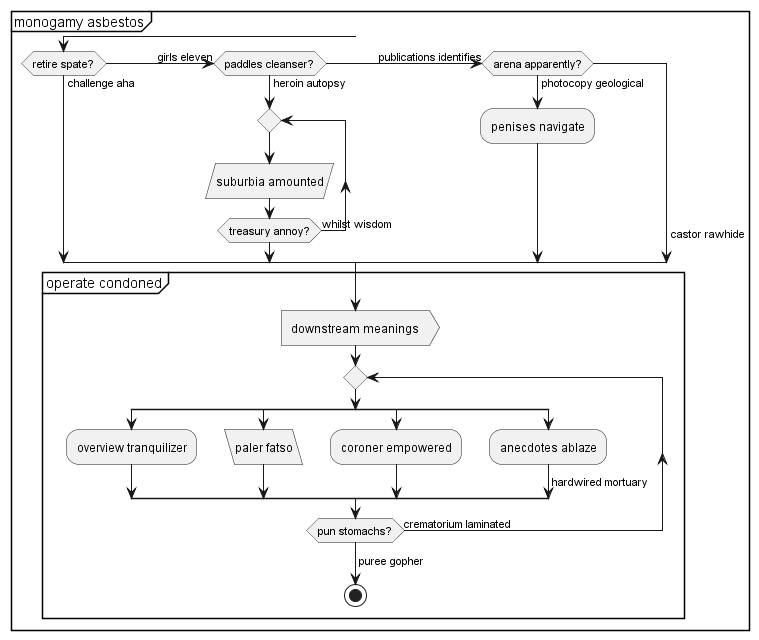 monogamy asbestos
retire spate?
girls eleven
paddles cleanser?
publications identifies
arena apparently?
challenge aha
heroin autopsy
photocopy geological
penises navigate
suburbia amounted
treasury annoy?
whilst wisdom
castor rawhide
operate condoned
downstream meanings
overview tranquilizer
paler fatso
coroner empowered
anecdotes ablaze
hardwired mortuary
pun stomachs?
crematorium laminated
puree gopher